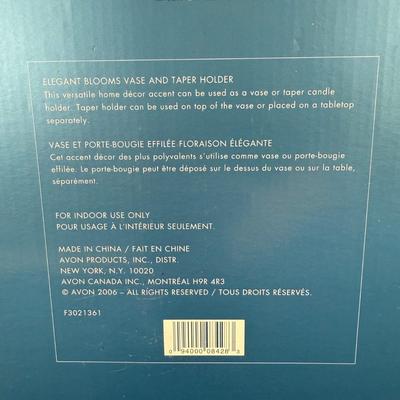 ELEGANT BLOOMS VASE AND TAPER HOLDER
This versatile home décor accent can be used as a vase or taper candle
holder. Taper holder can be used on top of the vase or placed on a tabletop
separately.
VASE ET PORTE-BOUGIE EFFILÉE FLORAISON ÉLÉGANTE
Cet accent décor des plus polyvalents s'utilise comme vase ou porte-bougie
effilée. Le porte-bougie peut être déposé sur le dessus du vase ou sur la table,
séparément.
FOR INDOOR USE ONLY
POUR USAGE À L'INTÉRIEUR SEULEMENT.
MADE IN CHINA / FAIT EN CHINE
AVON PRODUCTS, INC., DISTR.
NEW YORK, N.Y. 10020
AVON CANADA INC., MONTRÉAL H9R 4R3
© AVON 2006 – ALL RIGHTS RESERVED / TOUS DROITS RÉSERVÉS.
F3021361
0 94000 08428 3